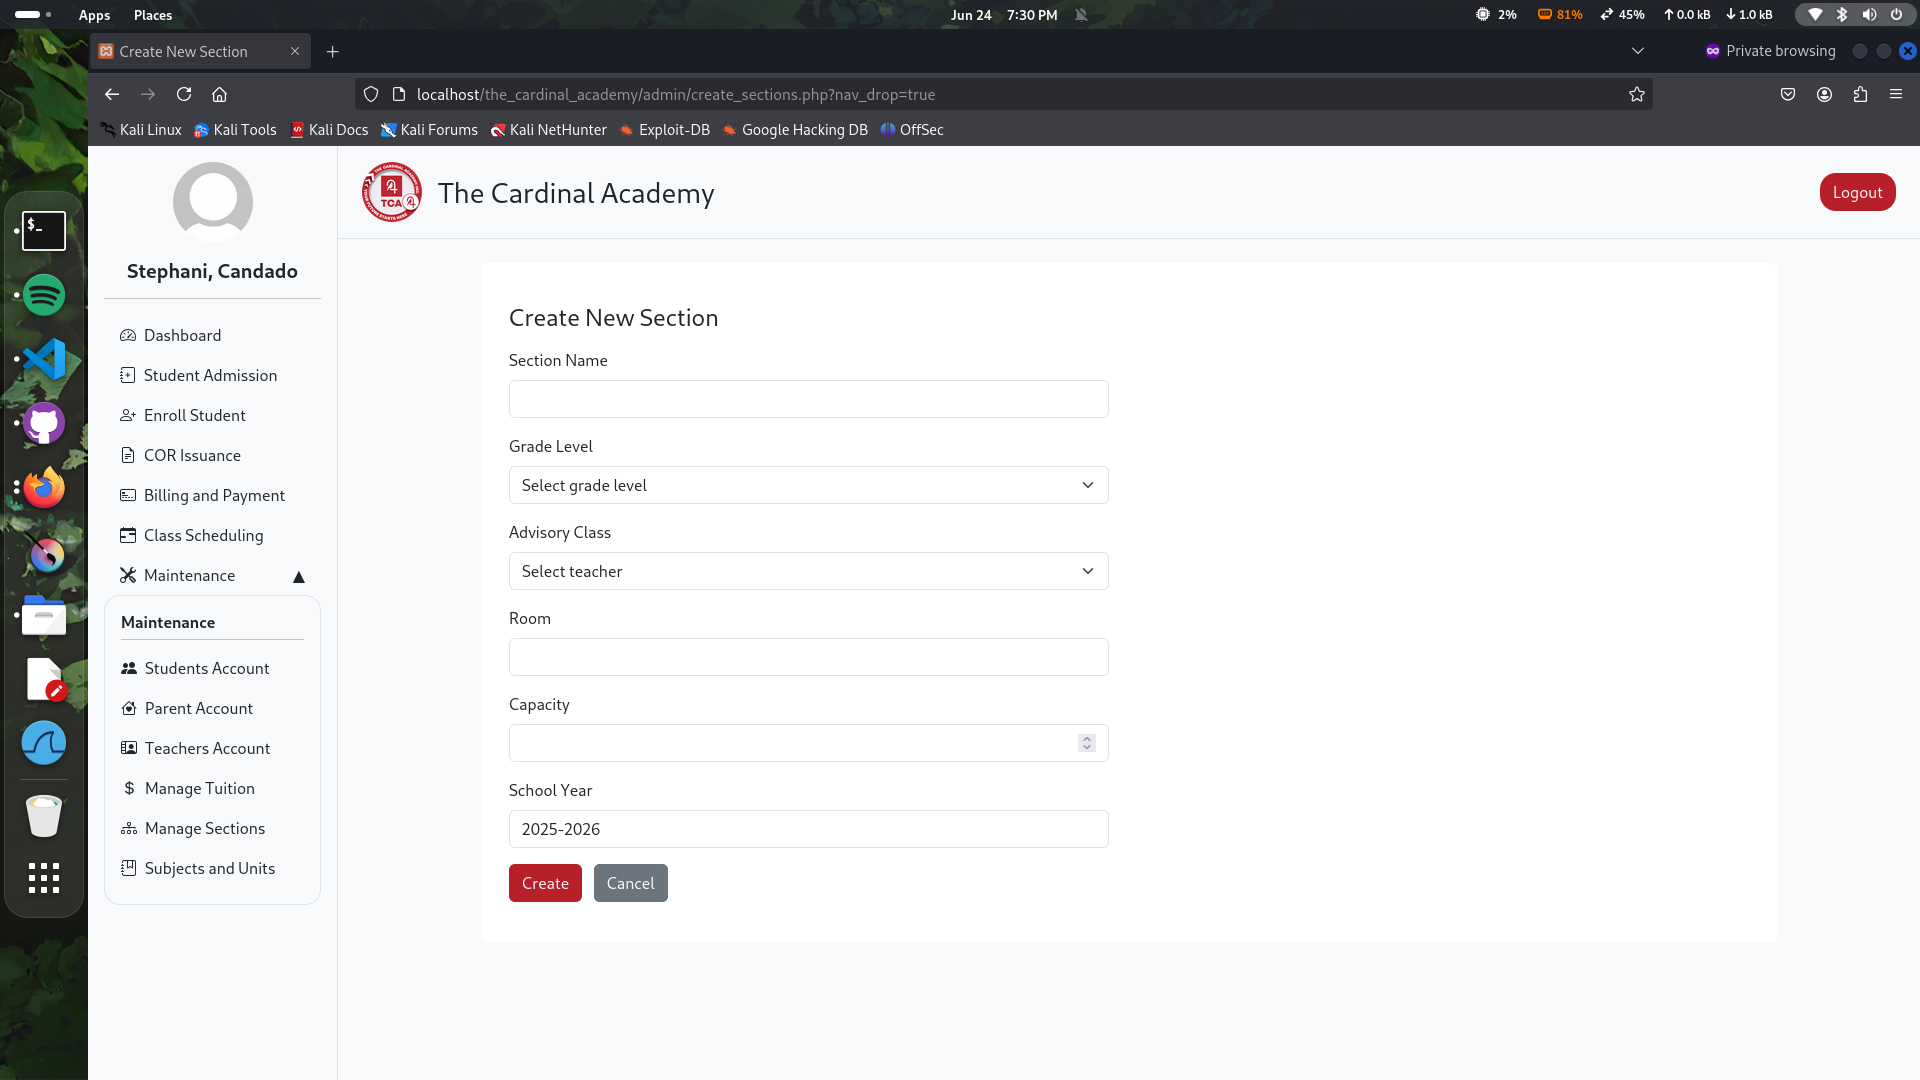 Apps Places
Jun 24 7:30 PM
2% 81% 45% 0.0 kB 1.0 kB
Create New Section
Private browsing
localhost/the_cardinal_academy/admin/create_sections.php?nav_drop=true
Kali Linux Kali Tools Kali Docs Kali Forums Kali NetHunter Exploit-DB Google Hacking DB OffSec
TCA
The Cardinal Academy
Logout
Stephani, Candado
Dashboard
Student Admission
Enroll Student
COR Issuance
Billing and Payment
Class Scheduling
Maintenance
Maintenance
Students Account
Parent Account
Teachers Account
$ Manage Tuition
Manage Sections
Subjects and Units
Create New Section
Section Name
Grade Level
Select grade level
Advisory Class
Select teacher
Room
Capacity
School Year
2025-2026
Create Cancel
$_